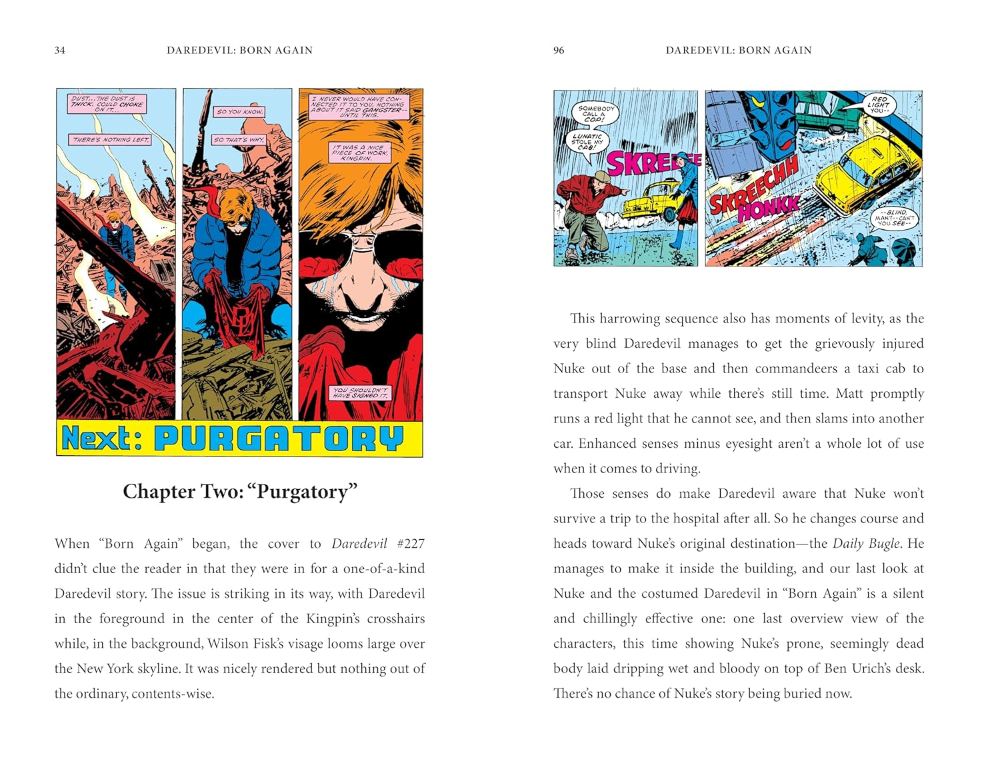 34
DAREDEVIL: BORN AGAIN
DUST...THE DUST IS
THICK. COULD CHOKE
ON IT...
THERE'S NOTHING LEFT.
SO YOU KNOW.
SO THAT'S WHY.
I NEVER WOULD HAVE CON-
NECTED IT TO YOU. NOTHING
ABOUT IT SAID GANGSTER--
UNTIL THIS.
IT WAS A NICE
PIECE OF WORK,
KINGPIN.
YOU SHOULDN'T
HAVE SIGNED IT.
DD
Next: PURGATORY
Chapter Two: “Purgatory”
When “Born Again” began, the cover to Daredevil #227
didn’t clue the reader in that they were in for a one-of-a-kind
Daredevil story. The issue is striking in its way, with Daredevil
in the foreground in the center of the Kingpin’s crosshairs
while, in the background, Wilson Fisk’s visage looms large over
the New York skyline. It was nicely rendered but nothing out of
the ordinary, contents-wise.
96
DAREDEVIL: BORN AGAIN
SOMEBODY
CALL A
COP!
LUNATIC
STOLE MY
CAB!
SKREEEE
RED
LIGHT
YOU--
SKREECHH
HONKK
--BLIND,
MAN?--CAN'T
YOU SEE--
This harrowing sequence also has moments of levity, as the
very blind Daredevil manages to get the grievously injured
Nuke out of the base and then commandeers a taxi cab to
transport Nuke away while there’s still time. Matt promptly
runs a red light that he cannot see, and then slams into another
car. Enhanced senses minus eyesight aren’t a whole lot of use
when it comes to driving.
Those senses do make Daredevil aware that Nuke won’t
survive a trip to the hospital after all. So he changes course and
heads toward Nuke’s original destination—the Daily Bugle. He
manages to make it inside the building, and our last look at
Nuke and the costumed Daredevil in “Born Again” is a silent
and chillingly effective one: one last overview view of the
characters, this time showing Nuke’s prone, seemingly dead
body laid dripping wet and bloody on top of Ben Urich’s desk.
There’s no chance of Nuke’s story being buried now.